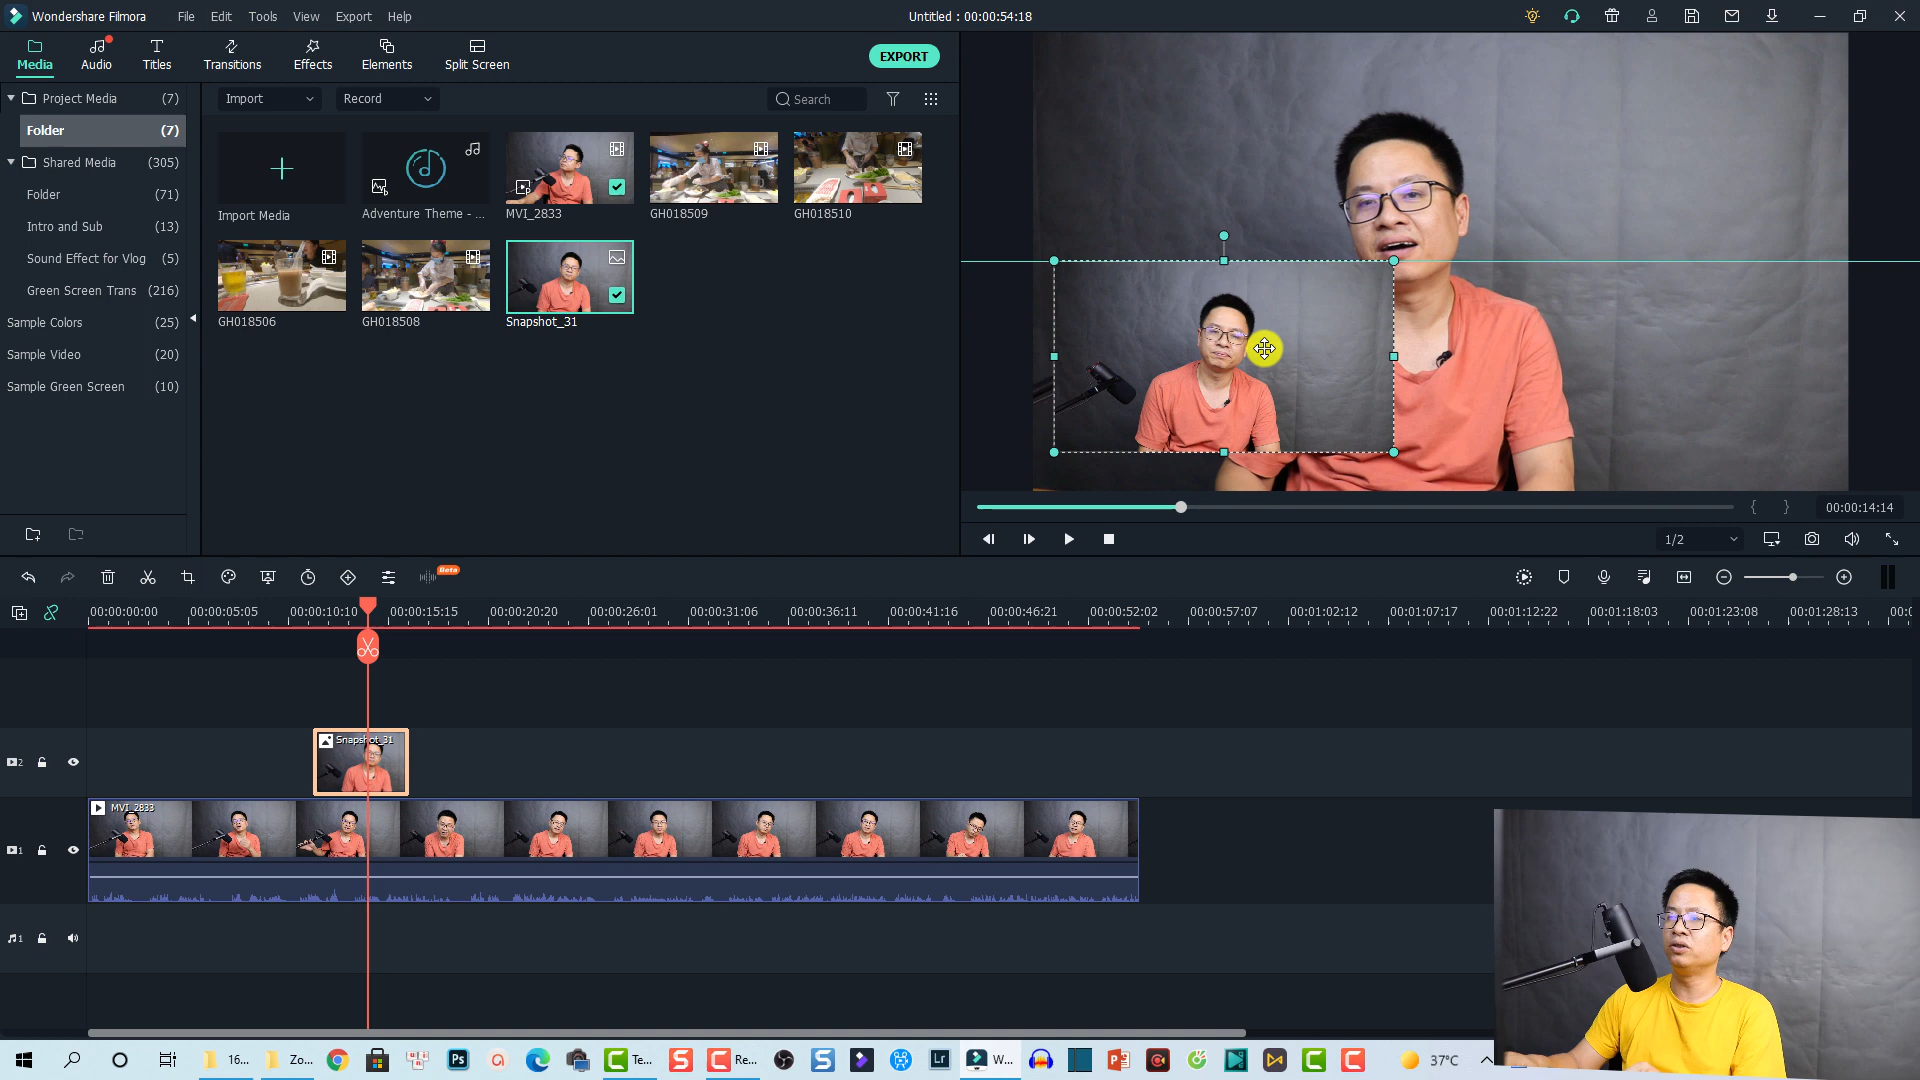 Wondershare Filmora File Edit Tools View Export Help Untitled : 00:00:54:18
Media Audio Titles Transitions Effects Elements Split Screen EXPORT
Project Media (7)
Folder (7)
Shared Media (305)
Folder (71)
Intro and Sub (13)
Sound Effect for Vlog (5)
Green Screen Trans (216)
Sample Colors (25)
Sample Video (20)
Sample Green Screen (10)
Import Record Search
Import Media Adventure Theme - ... MVI_2833 GH018509 GH018510
GH018506 GH018508 Snapshot_31
{ } 00:00:14:14
1/2
Beta
00:00:00:00 00:00:05:05 00:00:10:10 00:00:15:15 00:00:20:20 00:00:26:01 00:00:31:06 00:00:36:11 00:00:41:16 00:00:46:21 00:00:52:02 00:00:57:07 00:01:02:12 00:01:07:17 00:01:12:22 00:01:18:03 00:01:23:08 00:01:28:13
Snapshot_31
2
MVI_2833
1
1
16... Zo... Ps Te... S Re... S Lr W... 37°C